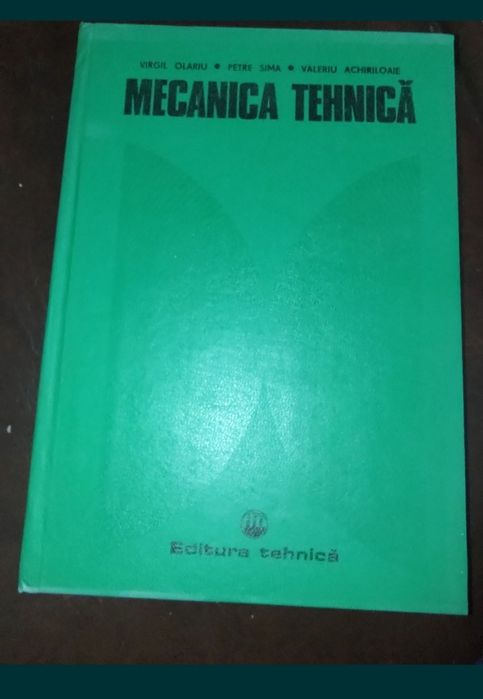 VIRGIL OLARIU • PETRE SIMA • VALERIU ACHIRILOAIE
MECANICA TEHNICĂ
Editura tehnică